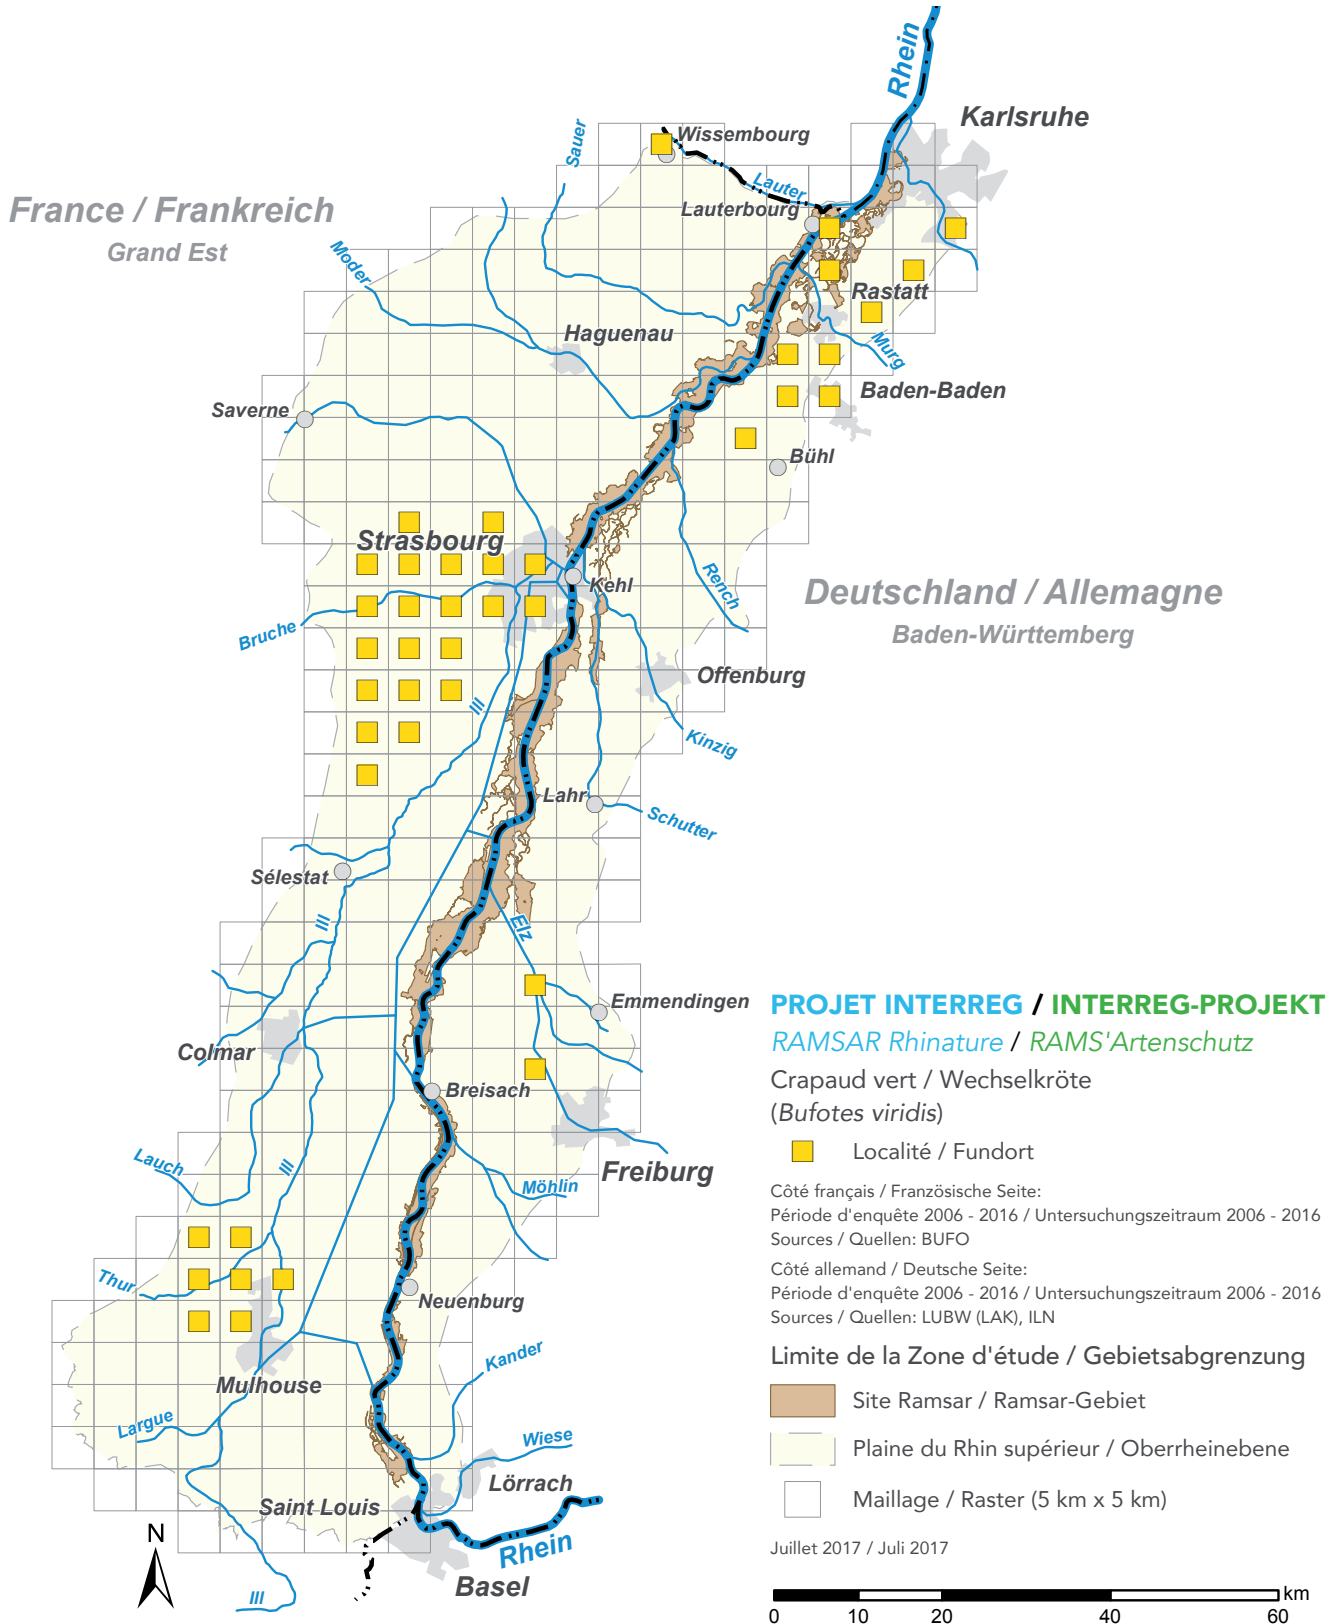 Rhein
Karlsruhe
Sauer
Wissembourg
Lauter
Lauterbourg
France / Frankreich
Grand Est
Moder
Rastatt
Haguenau
Murg
Baden-Baden
Saverne
Bühl
Strasbourg
Kehl
Rench
Deutschland / Allemagne
Baden-Württemberg
Bruche
Offenburg
Ill
Kinzig
Lahr
Schutter
Sélestat
Ill
Elz
Emmendingen
Colmar
Breisach
Freiburg
Lauch
Ill
Möhlin
Thur
Neuenburg
Kander
Mulhouse
Largue
Wiese
Lörrach
Saint Louis
Rhein
Basel
Ill
N
PROJET INTERREG / INTERREG-PROJEKT
RAMSAR Rhinature / RAMS'Artenschutz
Crapaud vert / Wechselkröte
(Bufotes viridis)
Localité / Fundort
Côté français / Französische Seite:
Période d'enquête 2006 - 2016 / Untersuchungszeitraum 2006 - 2016
Sources / Quellen: BUFO
Côté allemand / Deutsche Seite:
Période d'enquête 2006 - 2016 / Untersuchungszeitraum 2006 - 2016
Sources / Quellen: LUBW (LAK), ILN
Limite de la Zone d'étude / Gebietsabgrenzung
Site Ramsar / Ramsar-Gebiet
Plaine du Rhin supérieur / Oberrheinebene
Maillage / Raster (5 km x 5 km)
Juillet 2017 / Juli 2017
km
0 10 20 40 60